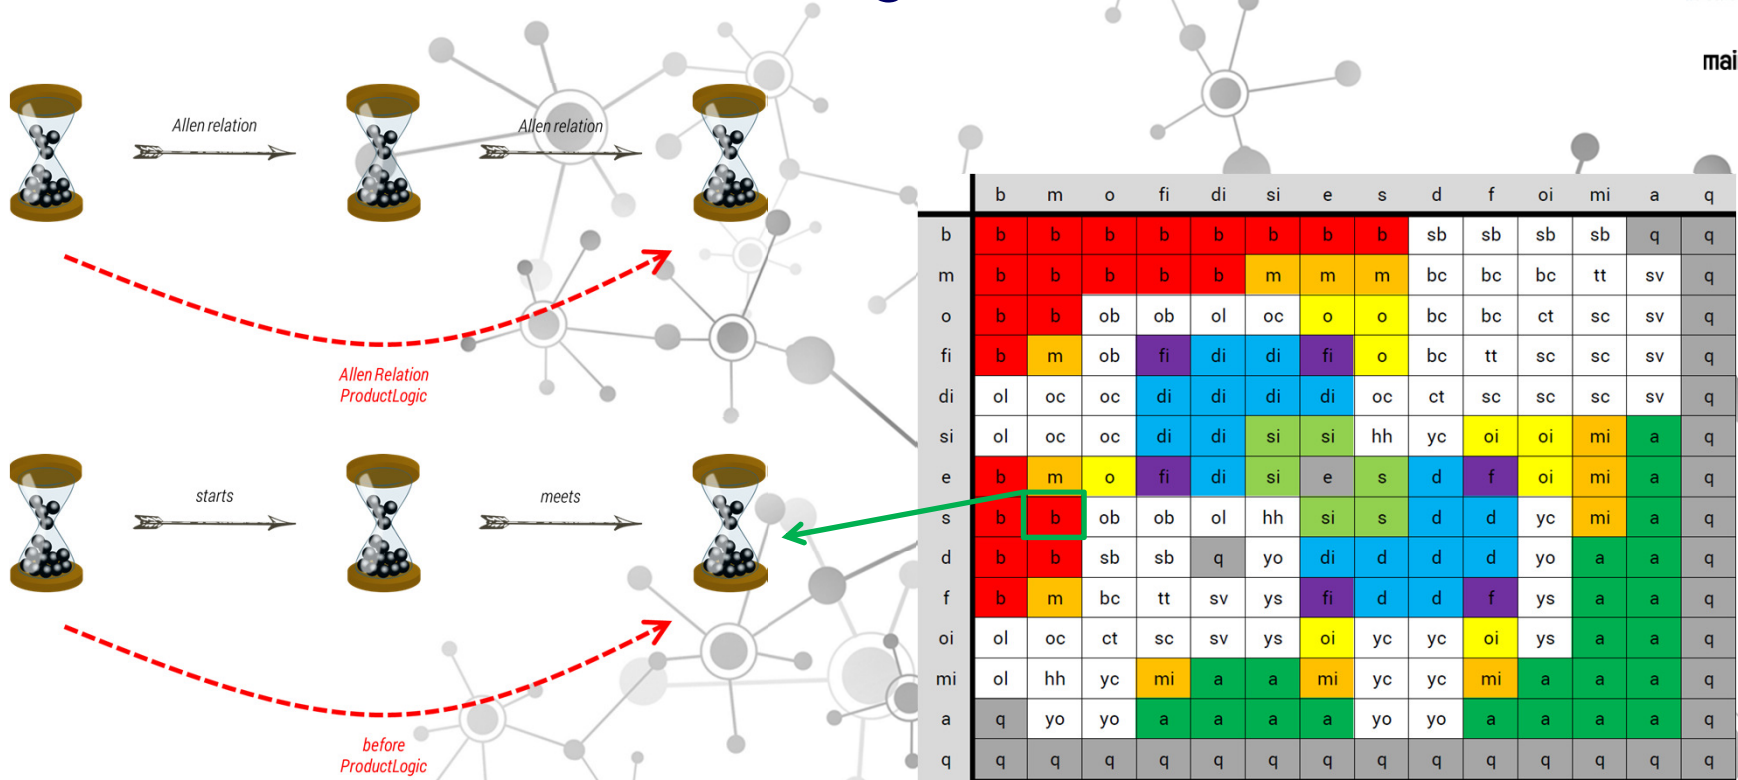 mai
Allen relation
Allen relation
Allen Relation
ProductLogic
starts
meets
before
ProductLogic
b m o fi di si e s d f oi mi a q
b b b b b b b b b sb sb sb sb q q
m b b b b b m m m bc bc bc tt sv q
o b b ob ob ol oc o o bc bc ct sc sv q
fi b m ob fi di di fi o bc tt sc sc sv q
di ol oc oc di di di di oc ct sc sc sc sv q
si ol oc oc di di si si hh yc oi oi mi a q
e b m o fi di si e s d f oi mi a q
s b b ob ob ol hh si s d d yc mi a q
d b b sb sb q yo di d d d yo a a q
f b m bc tt sv ys fi d d f ys a a q
oi ol oc ct sc sv ys oi yc yc oi ys a a q
mi ol hh yc mi a a mi yc yc mi a a a q
a q yo yo a a a a yo yo a a a a q
q q q q q q q q q q q q q q q